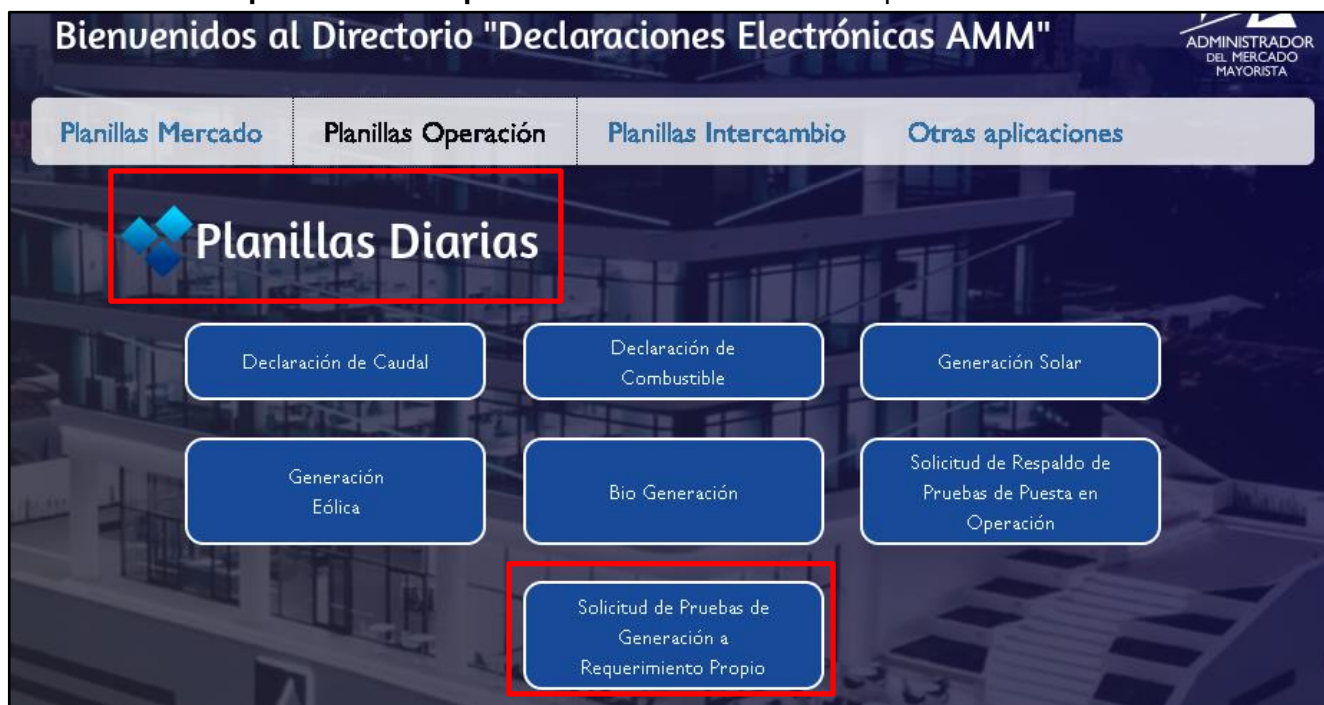 Bienvenidos al Directorio "Declaraciones Electrónicas AMM"
ADMINISTRADOR
DEL MERCADO
MAYORISTA
Planillas Mercado
Planillas Operación
Planillas Intercambio
Otras aplicaciones
Planillas Diarias
Declaración de Caudal
Declaración de
Combustible
Generación Solar
Generación
Eólica
Bio Generación
Solicitud de Respaldo de
Pruebas de Puesta en
Operación
Solicitud de Pruebas de
Generación a
Requerimiento Propio